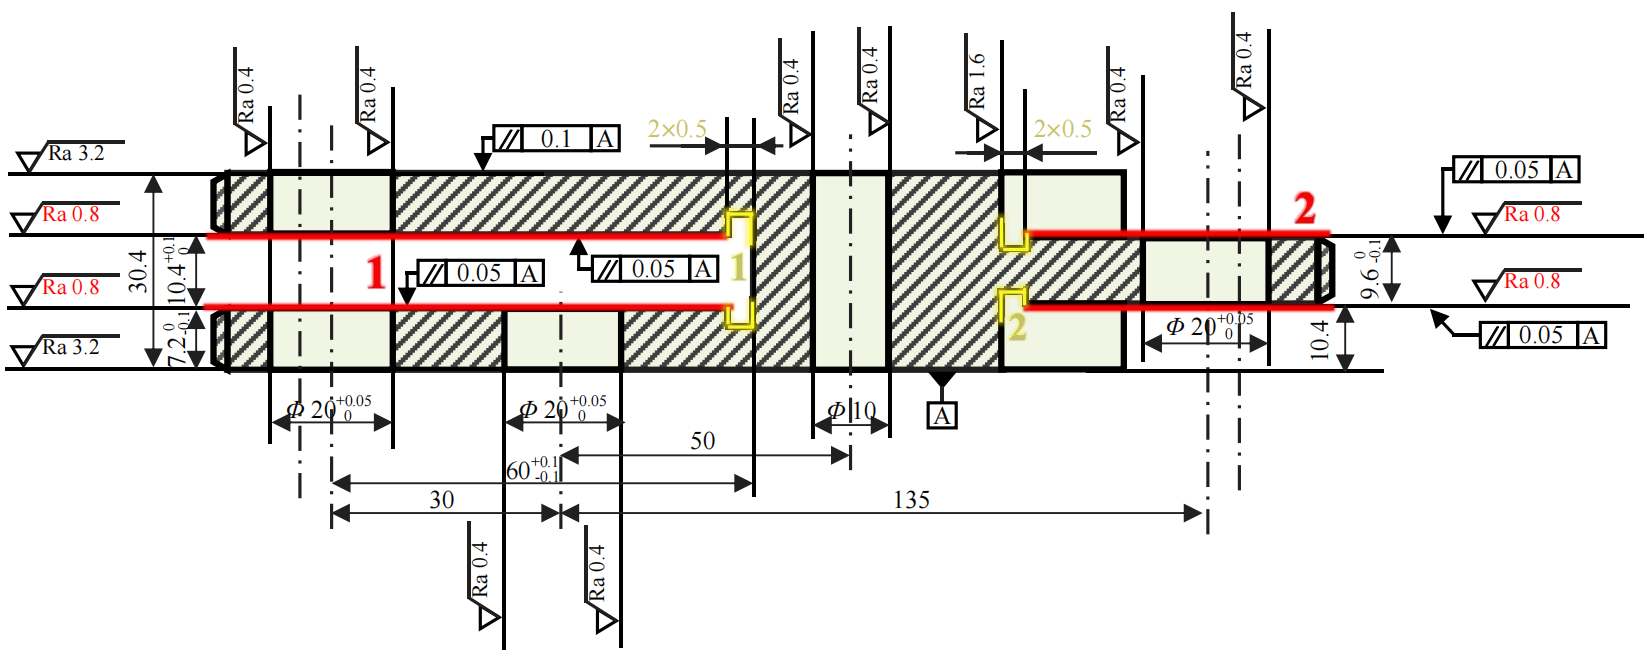 Ra 0.4
Ra 0.4
Ra 0.4
Ra 0.4
Ra 1.6
Ra 0.4
Ra 0.4
// 0.1 A
2×0.5
2×0.5
Ra 3.2
// 0.05 A
Ra 0.8
2
Ra 0.8
30.4
10.4 +0.1 0
1
// 0.05 A
// 0.05 A
1
9.6 0 -0.1
Ra 0.8
Ra 0.8
2
7.2 0 -0.1
Ra 3.2
Φ 20 +0.05 0
10.4
// 0.05 A
Φ 20 +0.05 0
Φ 20 +0.05 0
Φ 10
A
50
60 +0.1 -0.1
30
135
Ra 0.4
Ra 0.4